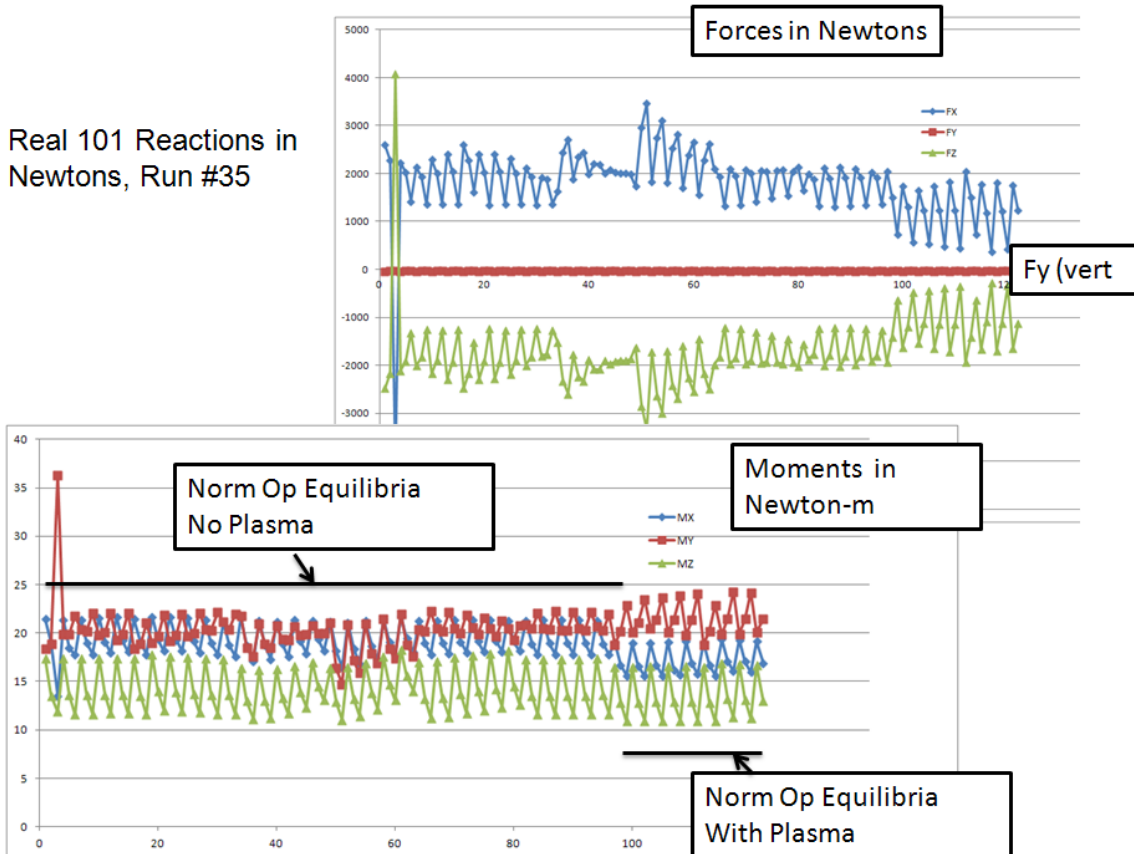 Forces in Newtons
Real 101 Reactions in
Newtons, Run #35
5000
4000
3000
2000
1000
0
-1000
-2000
-3000
0 20 40 60 80 100
FX
FY
FZ
Fy (vert
40
35
30
25
20
15
10
5
0
0 20 40 60 80 100
Norm Op Equilibria
No Plasma
Moments in
Newton-m
MX
MY
MZ
Norm Op Equilibria
With Plasma